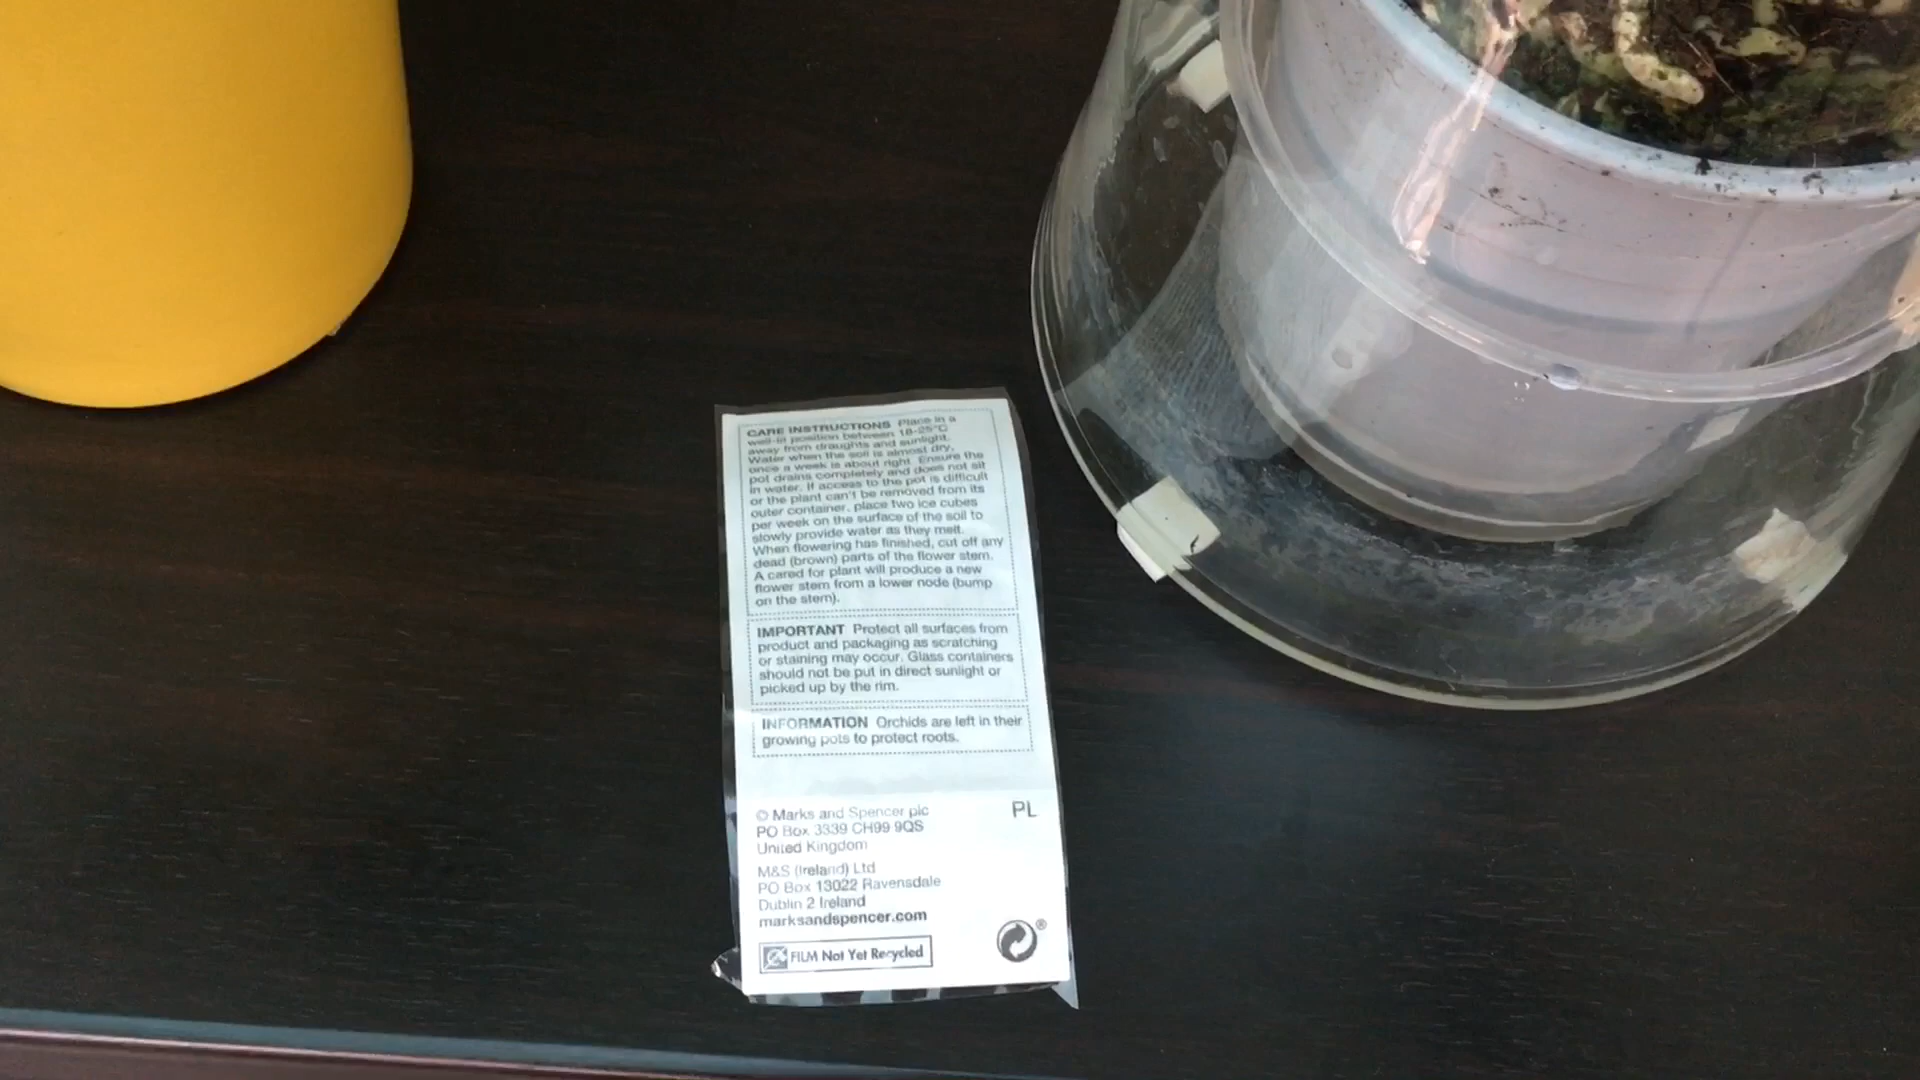 CARE INSTRUCTIONS Place in a
well-lit position between 18-25°C
away from draughts and sunlight.
Water when the soil is almost dry,
once a week is about right. Ensure the
pot drains completely and does not sit
in water. If access to the pot is difficult
or the plant can't be removed from its
outer container, place two ice cubes
per week on the surface of the soil to
slowly provide water as they melt.
When flowering has finished, cut off any
dead (brown) parts of the flower stem.
A cared for plant will produce a new
flower stem from a lower node (bump
on the stem).
IMPORTANT Protect all surfaces from
product and packaging as scratching
or staining may occur. Glass containers
should not be put in direct sunlight or
picked up by the rim.
INFORMATION Orchids are left in their
growing pots to protect roots.
© Marks and Spencer plc
PO Box 3339 CH99 9QS
United Kingdom
PL
M&S (Ireland) Ltd
PO Box 13022 Ravensdale
Dublin 2 Ireland
marksandspencer.com
FILM Not Yet Recycled
®